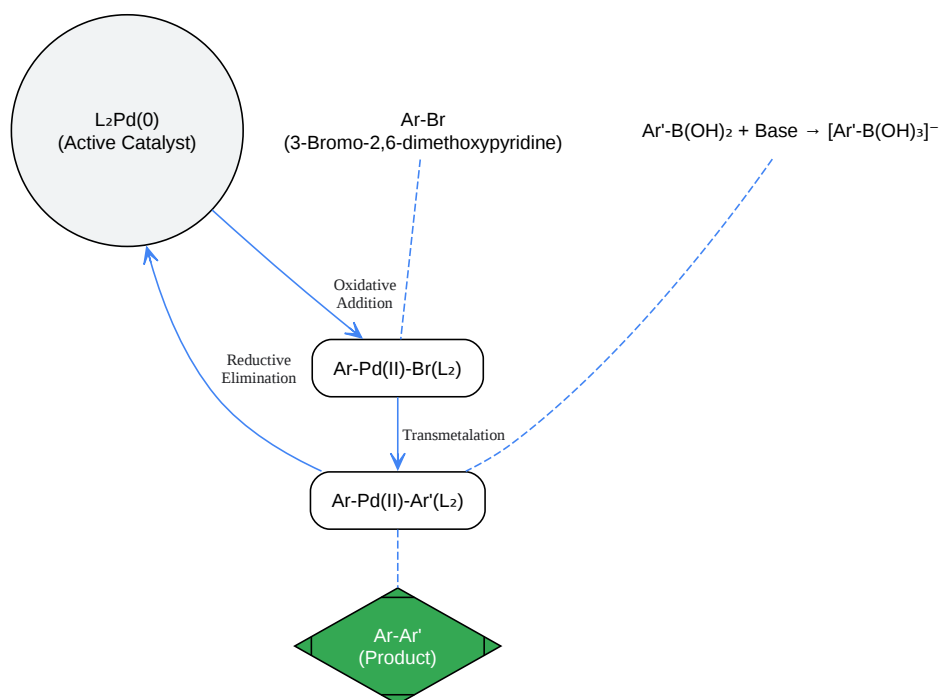 L₂Pd(0)
(Active Catalyst)
Ar-Br
(3-Bromo-2,6-dimethoxypyridine)
Ar'-B(OH)₂ + Base → [Ar'-B(OH)₃]⁻
Oxidative
Addition
Reductive
Elimination
Ar-Pd(II)-Br(L₂)
Transmetalation
Ar-Pd(II)-Ar'(L₂)
Ar-Ar'
(Product)